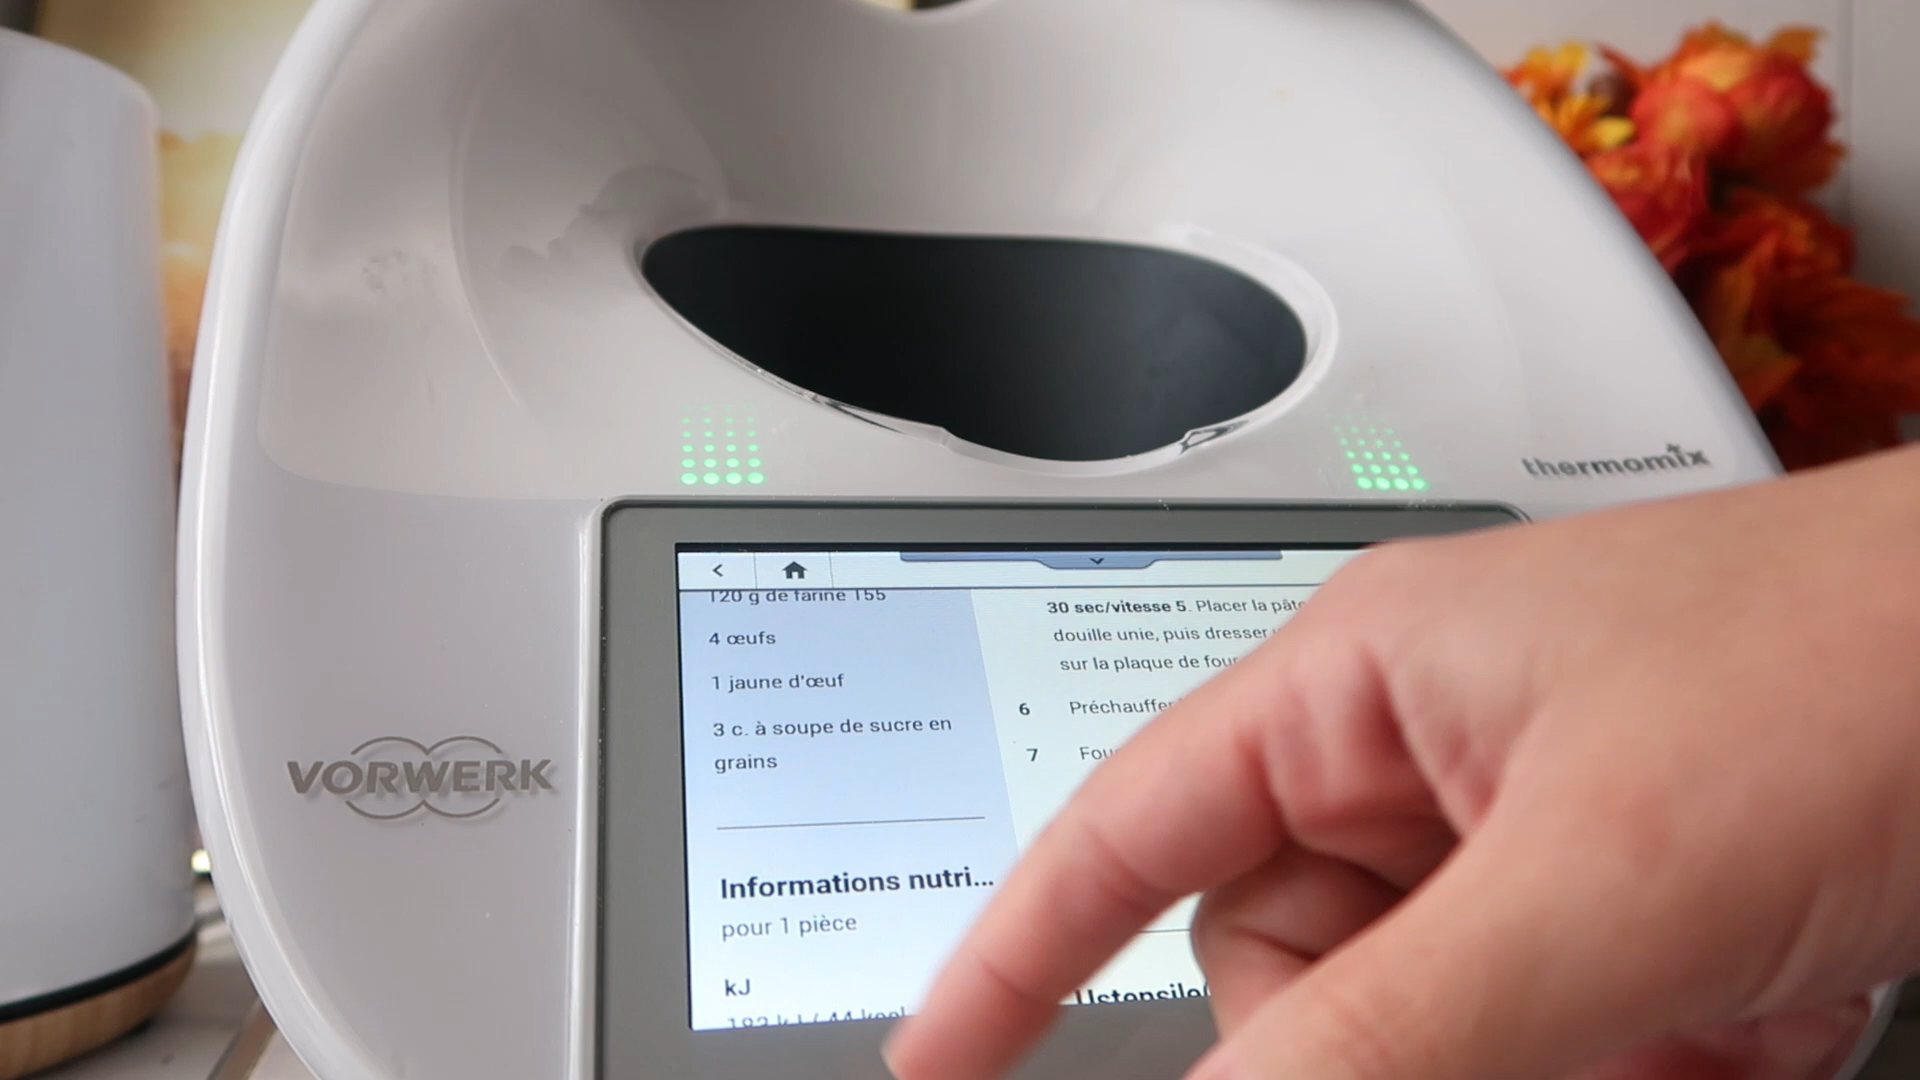 thermomix
VORWERK
120 g de farine T55
4 œufs
1 jaune d'œuf
3 c. à soupe de sucre en
grains
Informations nutri...
pour 1 pièce
kJ
30 sec/vitesse 5. Placer la pâte
douille unie, puis dresser
sur la plaque de four
6 Préchauffer
7